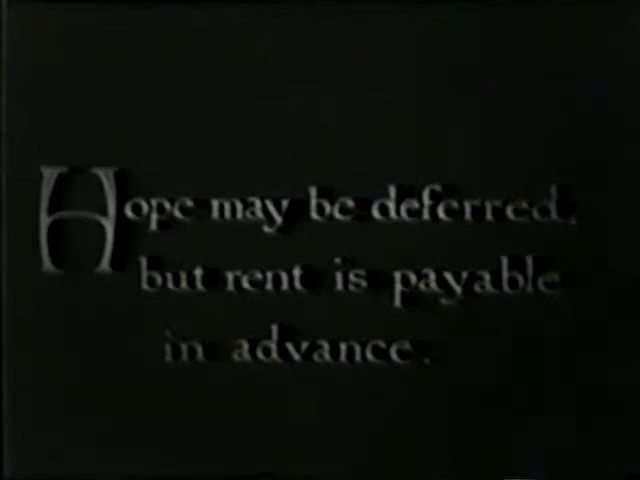 Hope may be deferred,
but rent is payable
in advance.